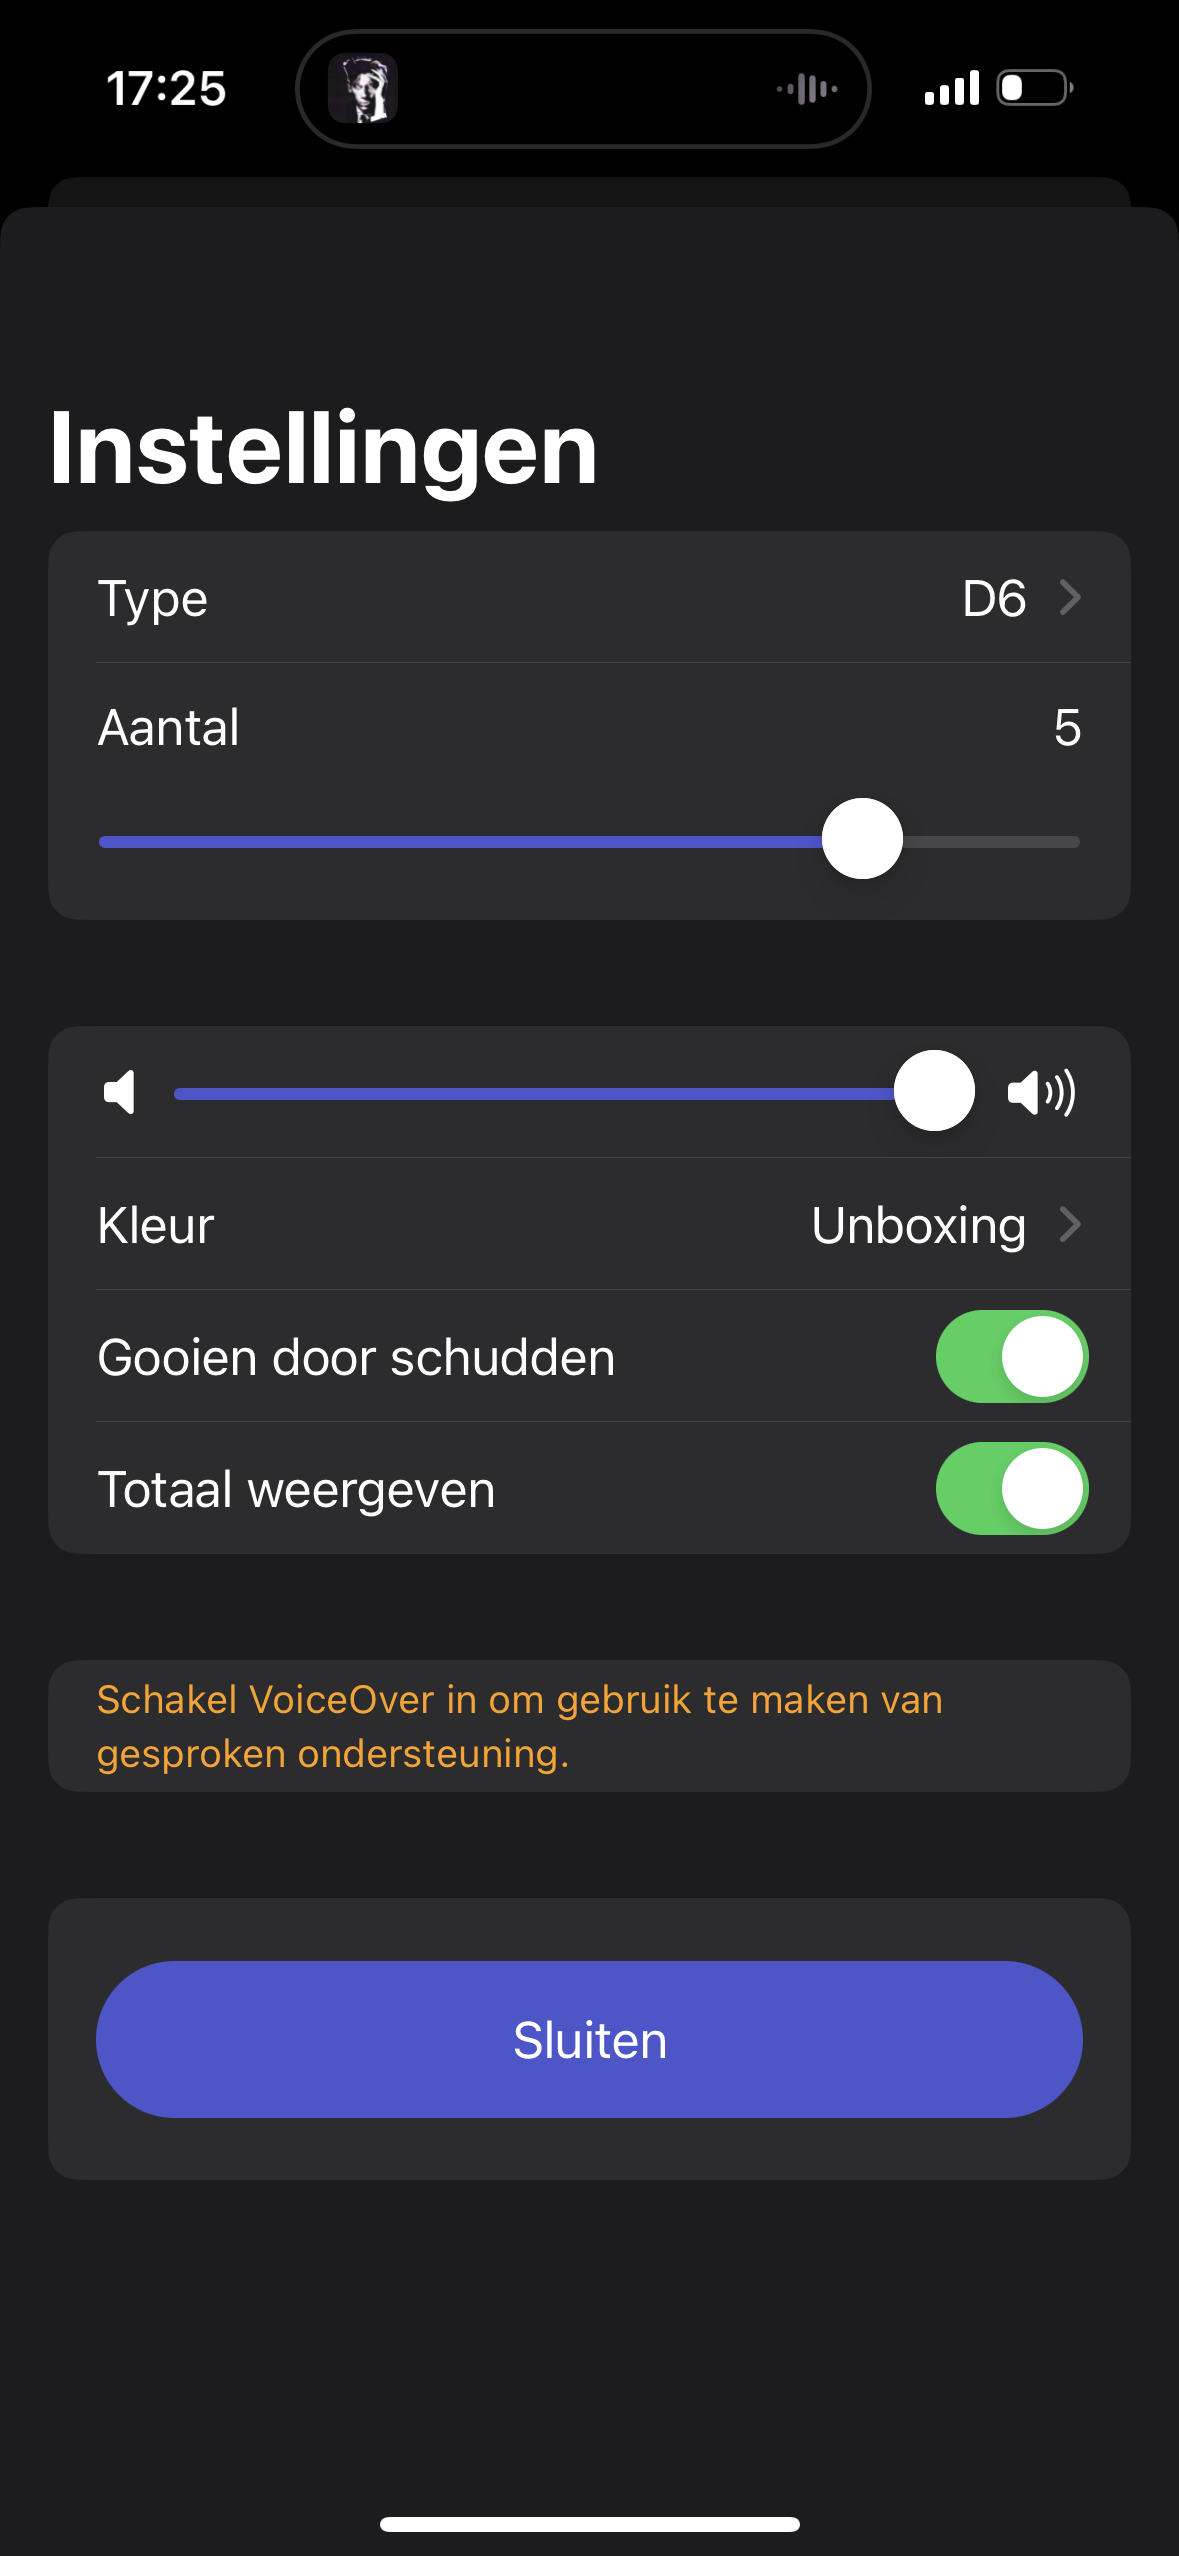 17:25
Instellingen
Type D6
Aantal 5
Kleur Unboxing
Gooien door schudden
Totaal weergeven
Schakel VoiceOver in om gebruik te maken van
gesproken ondersteuning.
Sluiten